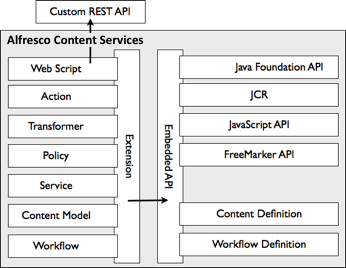 Custom REST API
Alfresco Content Services
Web Script
Action
Transformer
Policy
Service
Content Model
Workflow
Extension
Embedded API
Java Foundation API
JCR
JavaScript API
FreeMarker API
Content Definition
Workflow Definition